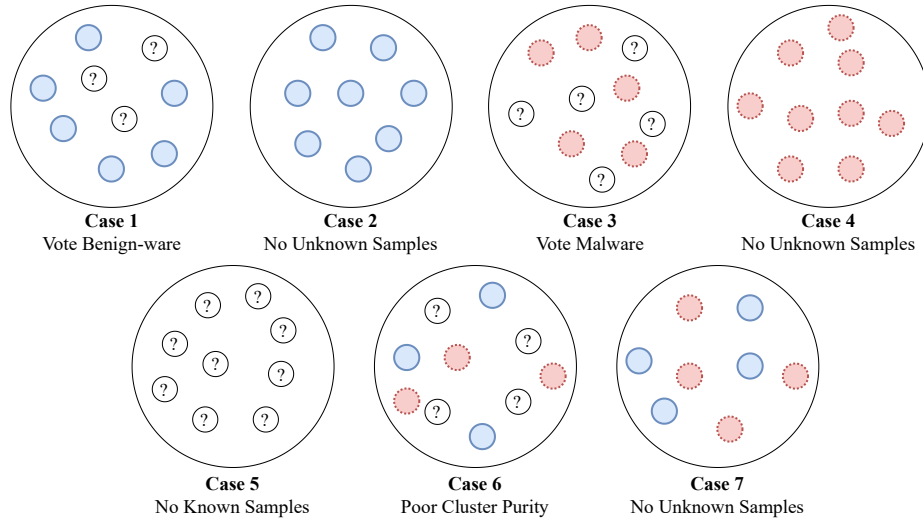 ?
?
?
Case 1
Vote Benign-ware
Case 2
No Unknown Samples
?
?
?
?
?
Case 3
Vote Malware
Case 4
No Unknown Samples
?
?
?
?
?
?
?
?
?
Case 5
No Known Samples
?
?
?
?
Case 6
Poor Cluster Purity
Case 7
No Unknown Samples